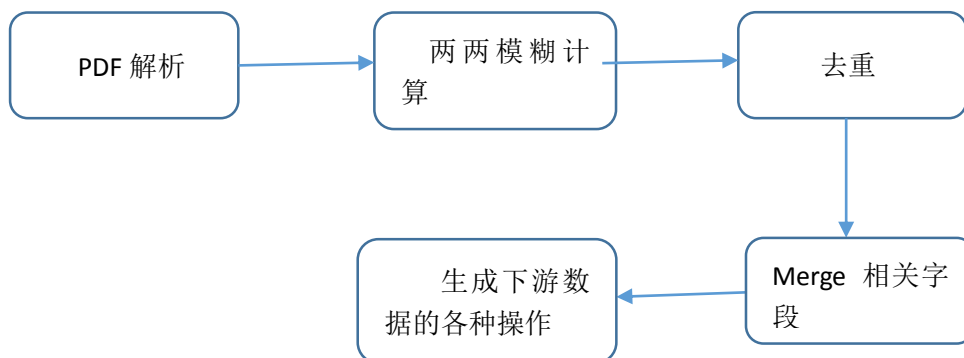 PDF 解析
两两模糊计
算
去重
Merge 相关字
段
生成下游数
据的各种操作